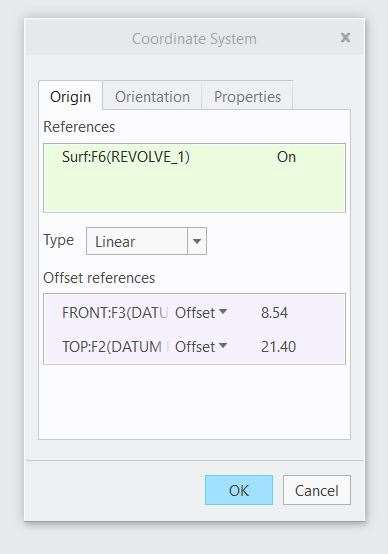 Coordinate System
Origin Orientation Properties
References
Surf:F6(REVOLVE_1) On
Type Linear
Offset references
FRONT:F3(DATU Offset 8.54
TOP:F2(DATUM Offset 21.40
OK Cancel